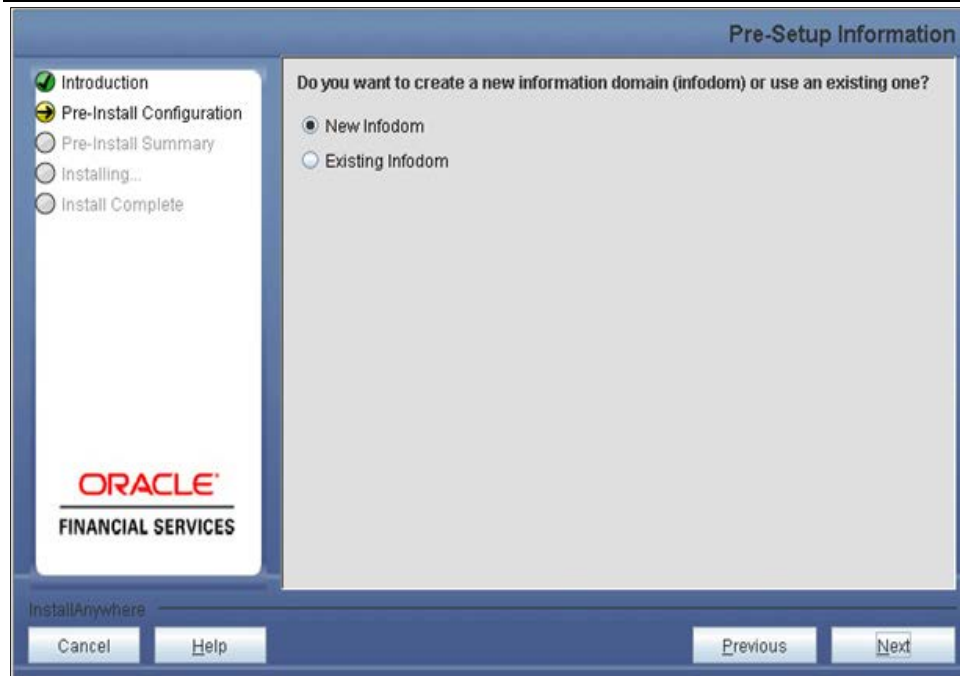 Pre-Setup Information
Introduction
Pre-Install Configuration
Pre-Install Summary
Installing...
Install Complete
Do you want to create a new information domain (infodom) or use an existing one?
New Infodom
Existing Infodom
ORACLE
FINANCIAL SERVICES
InstallAnywhere
Cancel
Help
Previous
Next